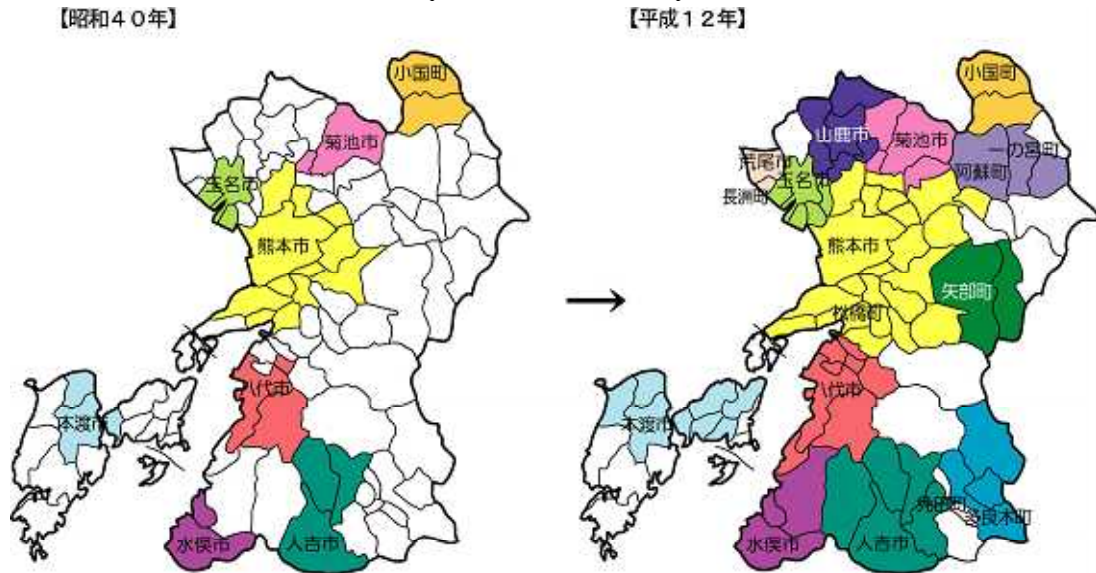 【昭和40年】
【平成12年】
小国町
菊池市
玉名市
熊本市
八代市
本渡市
水俣市
人吉市
→
小国町
山鹿市
菊池市
一の宮町
阿蘇町
荒尾市
玉名市
長洲町
熊本市
矢部町
松橋町
八代市
本渡市
免田町
多良木町
水俣市
人吉市